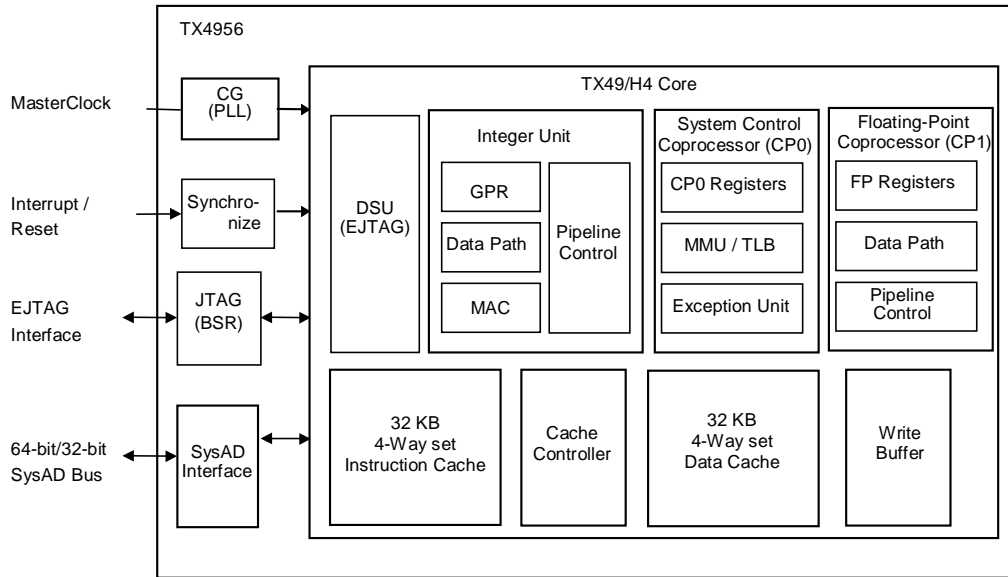 TX4956
TX49/H4 Core
MasterClock
CG
(PLL)
Interrupt /
Reset
Synchro-
nize
EJTAG
Interface
JTAG
(BSR)
64-bit/32-bit
SysAD Bus
SysAD
Interface
DSU
(EJTAG)
Integer Unit
GPR
Data Path
MAC
Pipeline
Control
System Control
Coprocessor (CP0)
CP0 Registers
MMU / TLB
Exception Unit
Floating-Point
Coprocessor (CP1)
FP Registers
Data Path
Pipeline
Control
32 KB
4-Way set
Instruction Cache
Cache
Controller
32 KB
4-Way set
Data Cache
Write
Buffer